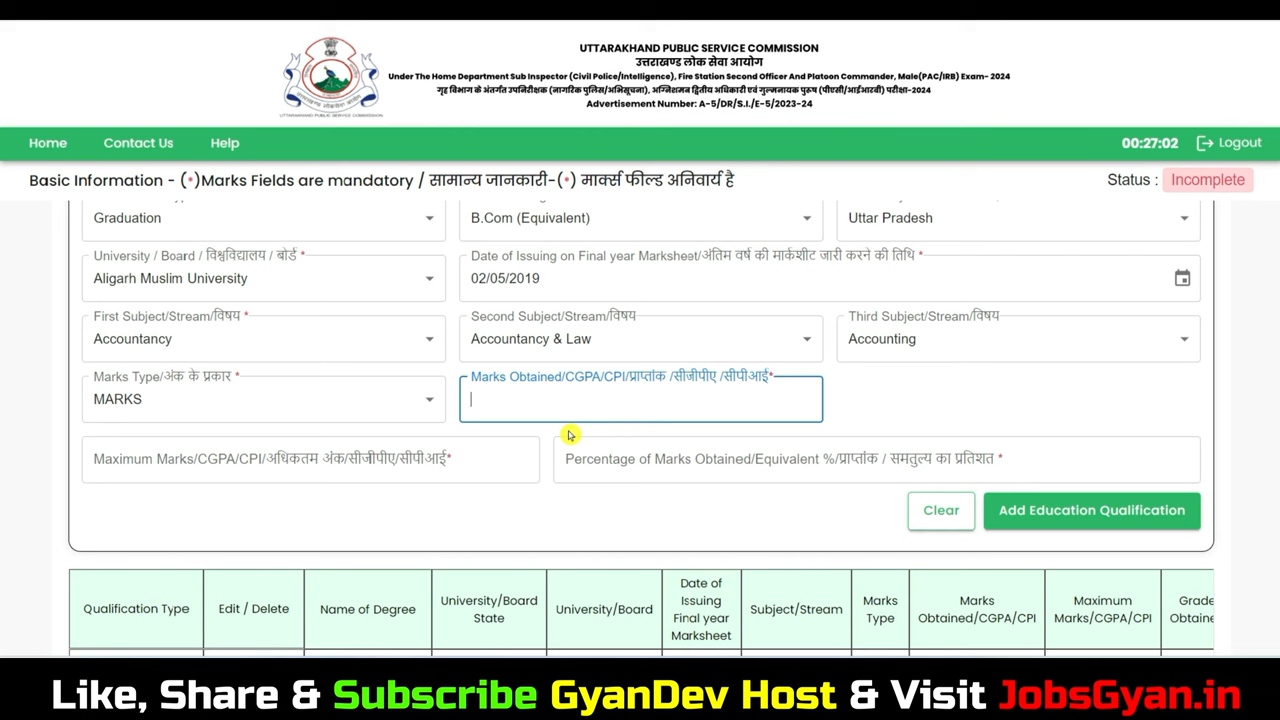 UTTARAKHAND PUBLIC SERVICE COMMISSION
उत्तराखण्ड लोक सेवा आयोग
Under The Home Department Sub Inspector (Civil Police/Intelligence), Fire Station Second Officer And Platoon Commander, Male(PAC/IRB) Exam- 2024
गृह विभाग के अंतर्गत उपनिरीक्षक (नागरिक पुलिस/अभिसूचना), अग्निशमन द्वितीय अधिकारी एवं गुल्मनायक पुरूष (पीएसी/आईआरबी) परीक्षा-2024
Advertisement Number: A-5/DR/S.I./E-5/2023-24
UTTARAKHAND PUBLIC SERVICE COMMISSION
Home Contact Us Help 00:27:02 Logout
Basic Information - (*)Marks Fields are mandatory / सामान्य जानकारी-(*) मार्क्स फील्ड अनिवार्य है Status : Incomplete
Graduation B.Com (Equivalent) Uttar Pradesh
University / Board / विश्वविद्यालय / बोर्ड * Date of Issuing on Final year Marksheet/अंतिम वर्ष की मार्कशीट जारी करने की तिथि *
Aligarh Muslim University 02/05/2019
First Subject/Stream/विषय * Second Subject/Stream/विषय Third Subject/Stream/विषय
Accountancy Accountancy & Law Accounting
Marks Type/अंक के प्रकार * Marks Obtained/CGPA/CPI/प्राप्तांक /सीजीपीए /सीपीआई*
MARKS
Maximum Marks/CGPA/CPI/अधिकतम अंक/सीजीपीए/सीपीआई* Percentage of Marks Obtained/Equivalent %/प्राप्तांक / समतुल्य का प्रतिशत *
Clear Add Education Qualification
Qualification Type Edit / Delete Name of Degree University/Board State University/Board Date of Issuing Final year Marksheet Subject/Stream Marks Type Marks Obtained/CGPA/CPI Maximum Marks/CGPA/CPI Grade Obtaine
Like, Share & Subscribe GyanDev Host & Visit JobsGyan.in